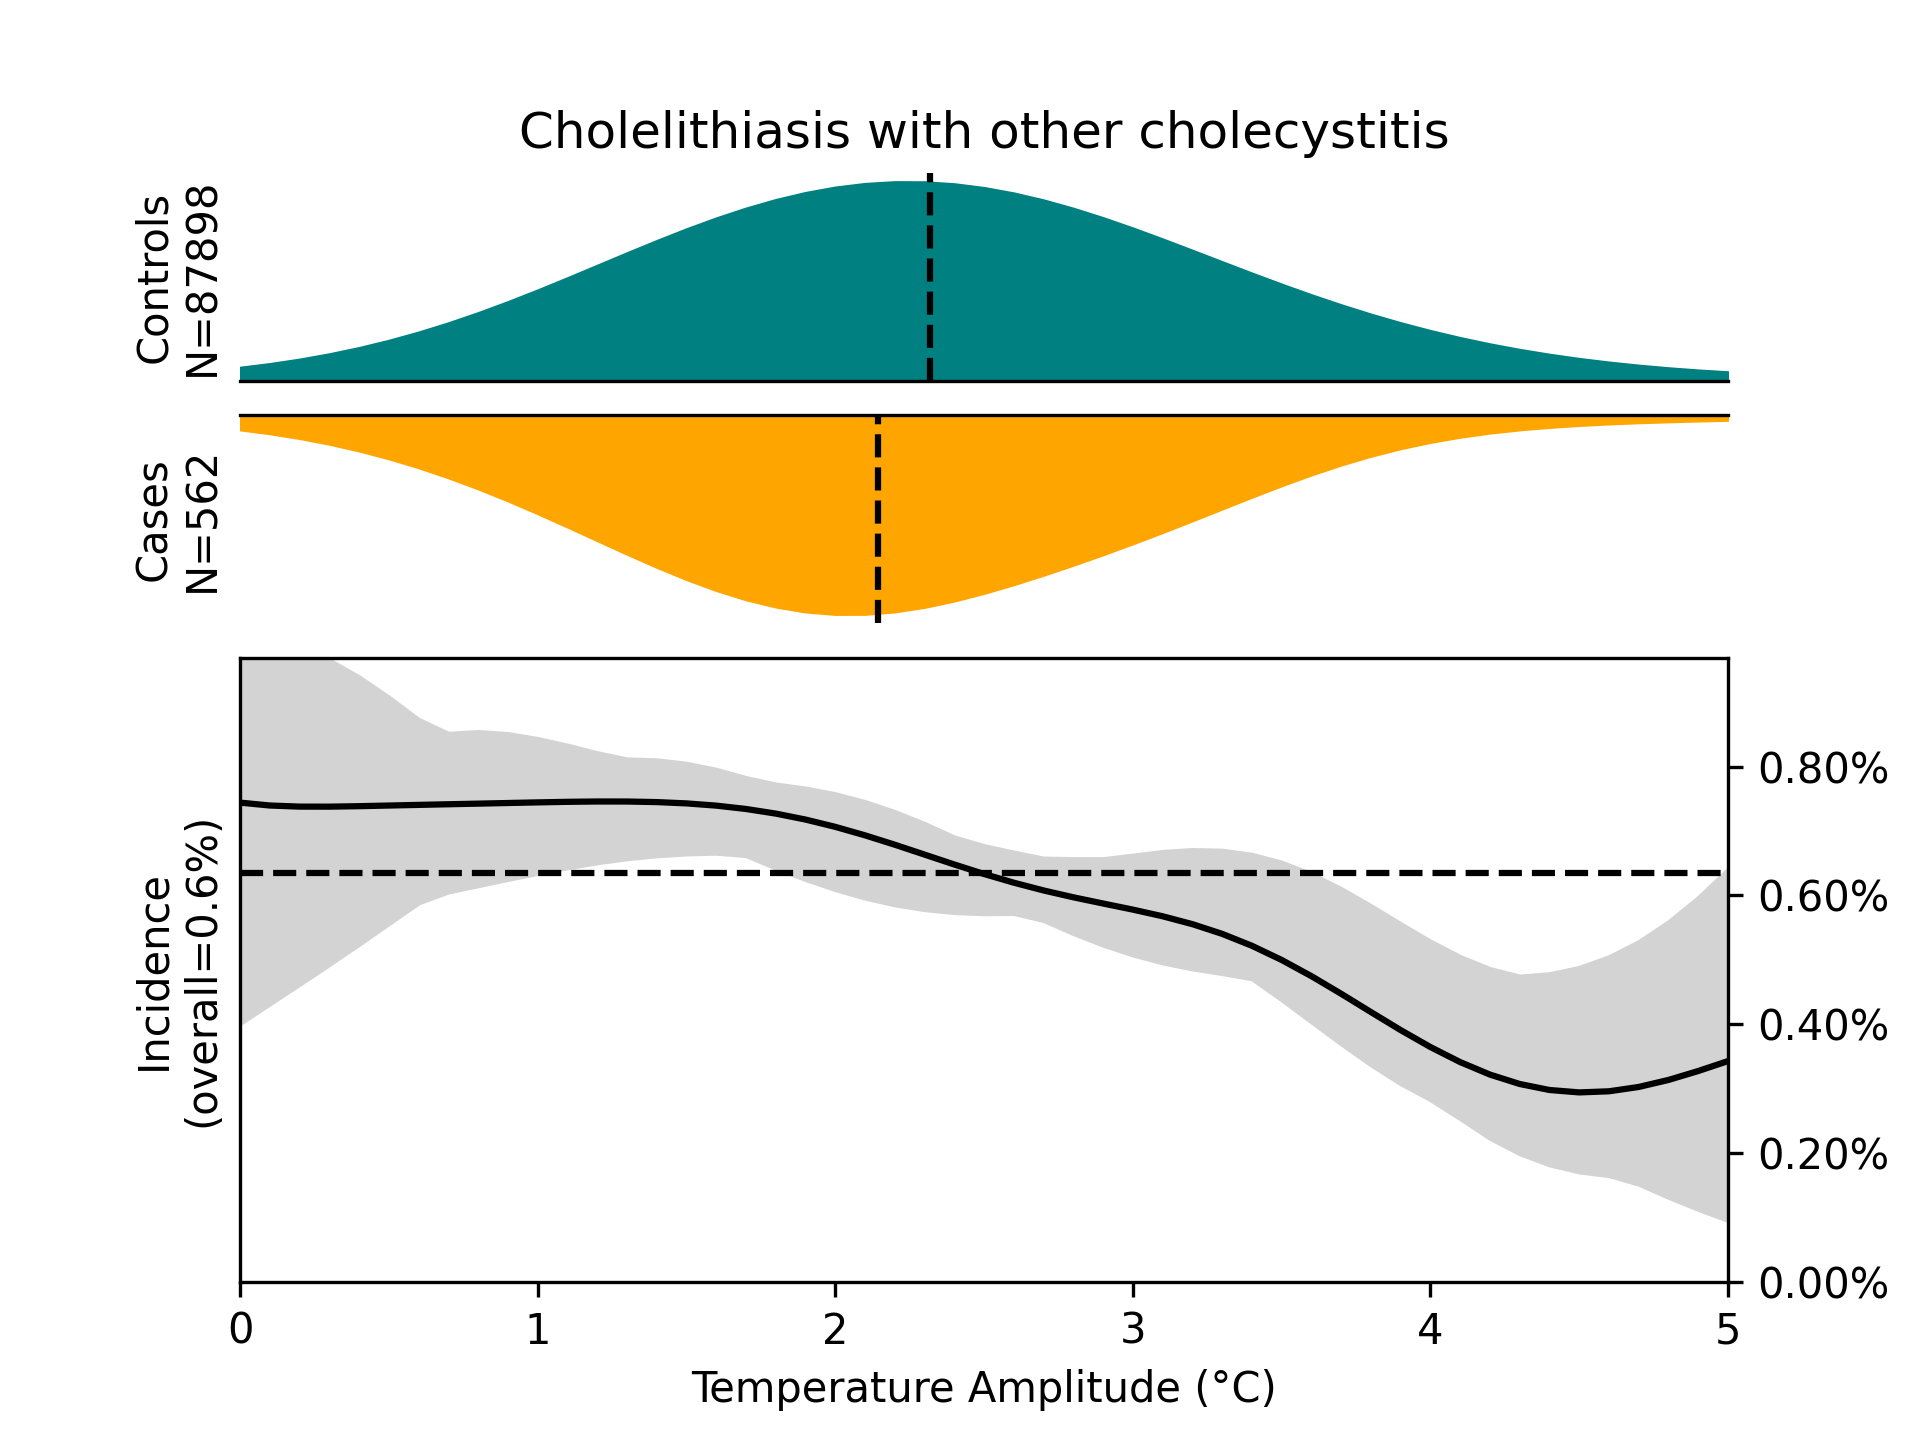 Cholelithiasis with other cholecystitis
Controls
N=87898
Cases
N=562
Incidence
(overall=0.6%)
0.80%
0.60%
0.40%
0.20%
0.00%
0 1 2 3 4 5
Temperature Amplitude (°C)